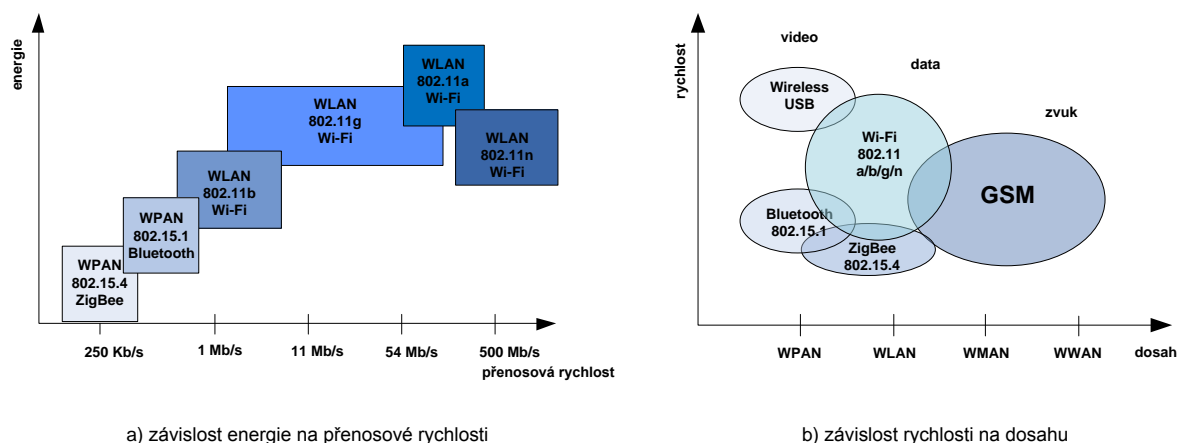 energie
WLAN
802.11a
Wi-Fi
WLAN
802.11g
Wi-Fi
WLAN
802.11n
Wi-Fi
WLAN
802.11b
Wi-Fi
WPAN
802.15.1
Bluetooth
WPAN
802.15.4
ZigBee
250 Kb/s
1 Mb/s
11 Mb/s
54 Mb/s
500 Mb/s
přenosová rychlost
a) závislost energie na přenosové rychlosti
rychlost
video
data
zvuk
Wireless
USB
Wi-Fi
802.11
a/b/g/n
GSM
Bluetooth
802.15.1
ZigBee
802.15.4
WPAN
WLAN
WMAN
WWAN
dosah
b) závislost rychlosti na dosahu